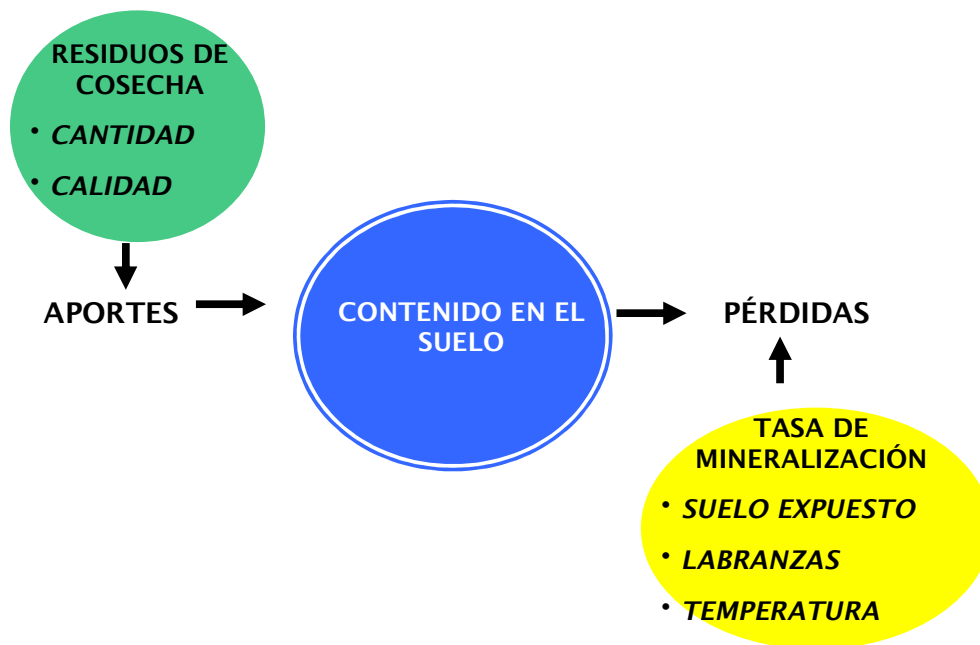 RESIDUOS DE
COSECHA
• CANTIDAD
• CALIDAD
APORTES
CONTENIDO EN EL
SUELO
PÉRDIDAS
TASA DE
MINERALIZACIÓN
• SUELO EXPUESTO
• LABRANZAS
• TEMPERATURA